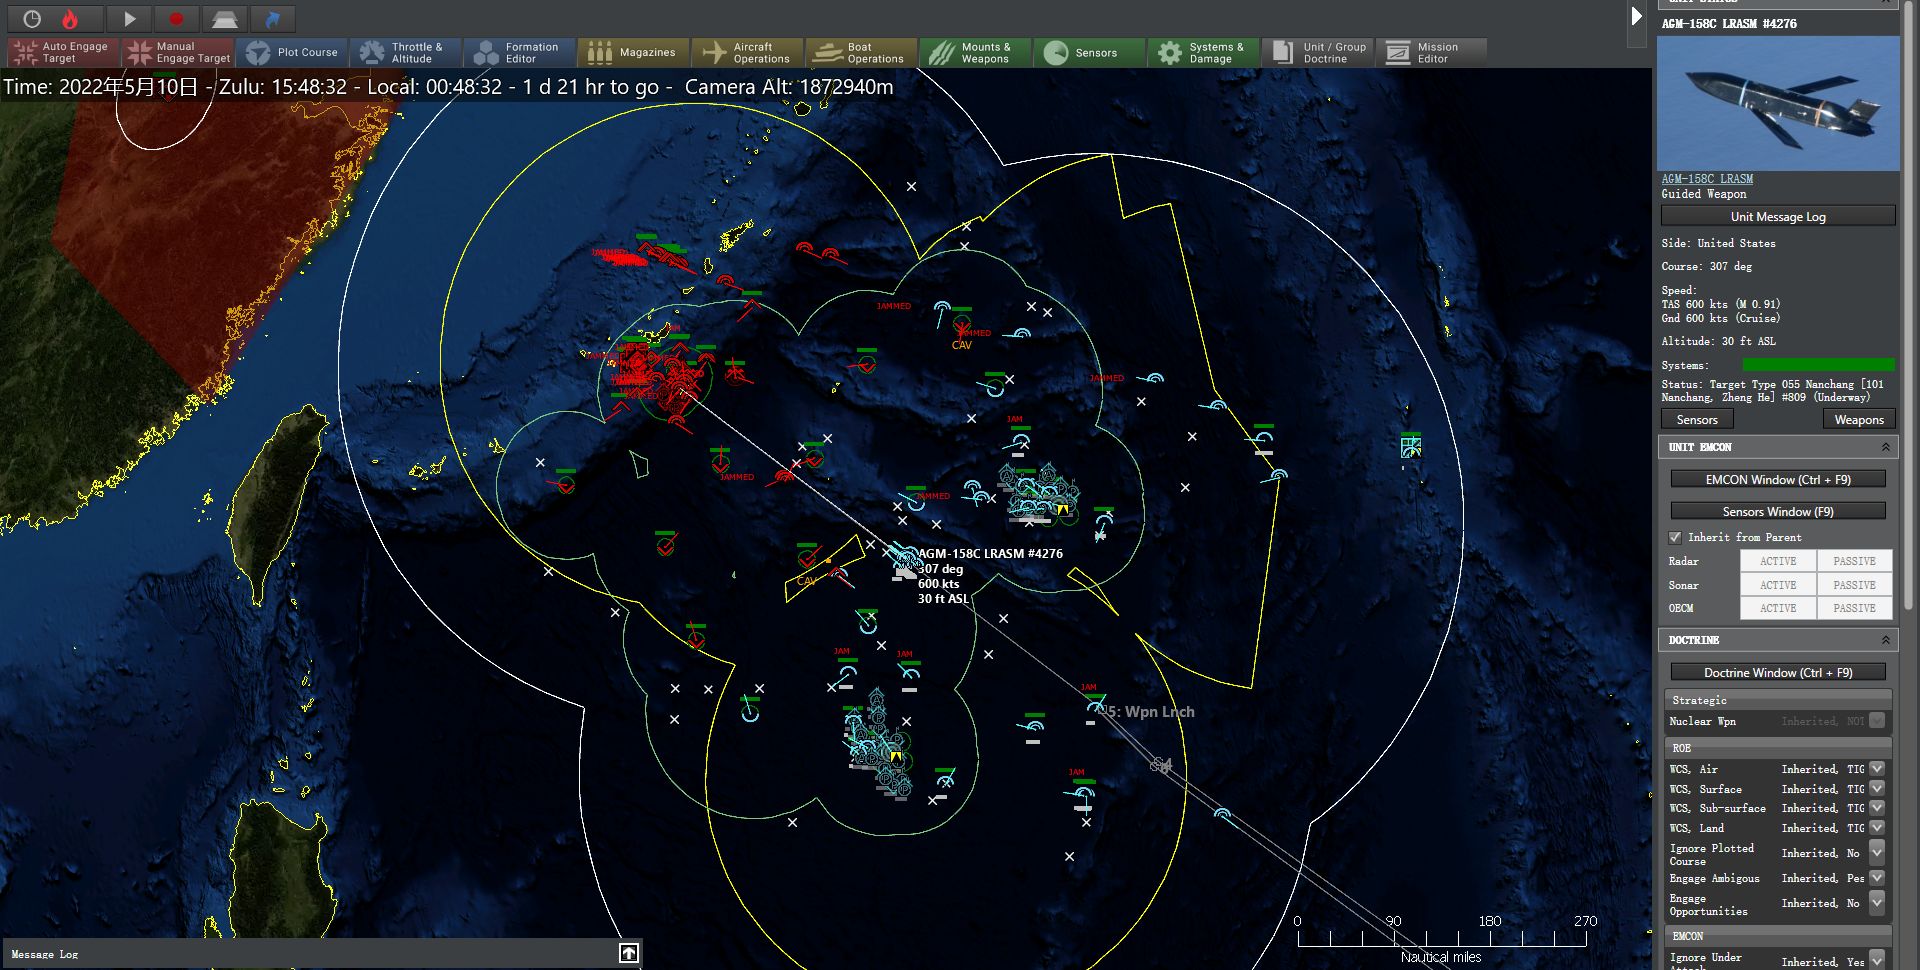 UNIT STATUS
AGM-158C LRASM #4276
Auto Engage
Target
Manual
Engage Target
Plot Course
Throttle &
Altitude
Formation
Editor
Magazines
Aircraft
Operations
Boat
Operations
Mounts &
Weapons
Sensors
Systems &
Damage
Unit / Group
Doctrine
Mission
Editor
Time: 2022年5月10日 - Zulu: 15:48:32 - Local: 00:48:32 - 1 d 21 hr to go -  Camera Alt: 1872940m
JAMMED
JAMMED
JAM
JAMMED
CAV
JAMMED
JAMMED
JAM
JAMMED
JAMMED
AGM-158C LRASM #4276
307 deg
600 kts
30 ft ASL
CAV
JAM
JAM
JAM
5: Wpn Lnch
4
JAM
0 90 180 270
Nautical miles
Message Log
AGM-158C LRASM
Guided Weapon
Unit Message Log
Side: United States
Course: 307 deg
Speed:
TAS 600 kts (M 0.91)
Gnd 600 kts (Cruise)
Altitude: 30 ft ASL
Systems:
Status: Target Type 055 Nanchang [101
Nanchang, Zheng He] #809 (Underway)
Sensors Weapons
UNIT EMCON
EMCON Window (Ctrl + F9)
Sensors Window (F9)
Inherit from Parent
Radar ACTIVE PASSIVE
Sonar ACTIVE PASSIVE
OECM ACTIVE PASSIVE
DOCTRINE
Doctrine Window (Ctrl + F9)
Strategic
Nuclear Wpn Inherited, NOT
ROE
WCS, Air Inherited, TIG
WCS, Surface Inherited, TIG
WCS, Sub-surface Inherited, TIG
WCS, Land Inherited, TIG
Ignore Plotted
Course Inherited, No
Engage Ambigous Inherited, Pes
Engage
Opportunities Inherited, No
EMCON
Ignore Under
Inherited, Yes